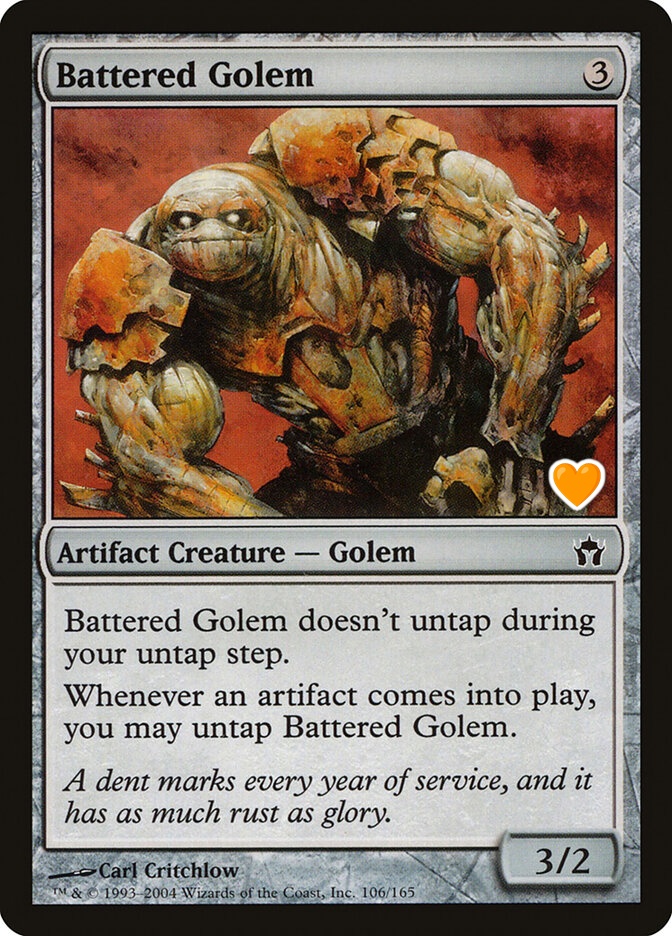 Battered Golem
3
Artifact Creature — Golem
Battered Golem doesn't untap during
your untap step.
Whenever an artifact comes into play,
you may untap Battered Golem.
A dent marks every year of service, and it
has as much rust as glory.
3/2
Carl Critchlow
™ & © 1993–2004 Wizards of the Coast, Inc. 106/165